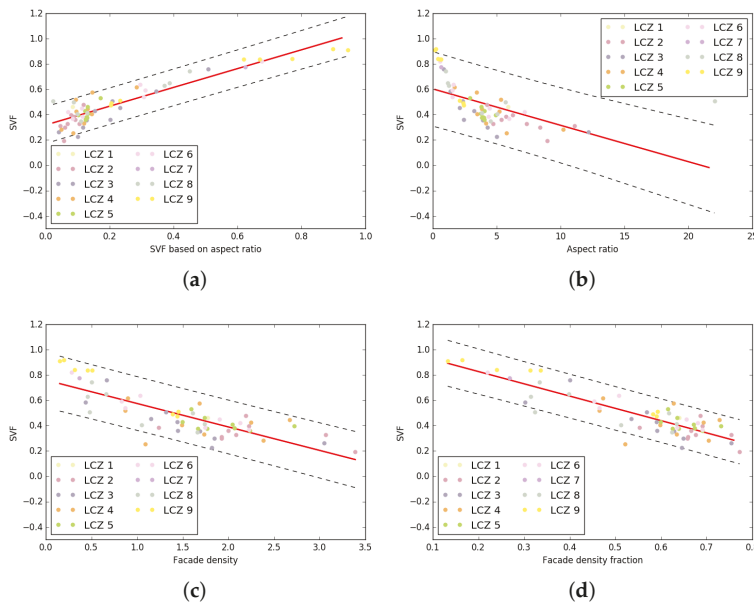 1.2
1.0
0.8
0.6
0.4
0.2
0.0
−0.2
−0.4
SVF
LCZ 1 LCZ 6
LCZ 2 LCZ 7
LCZ 3 LCZ 8
LCZ 4 LCZ 9
LCZ 5
0.0 0.2 0.4 0.6 0.8 1.0
SVF based on aspect ratio
(a)
1.2
1.0
0.8
0.6
0.4
0.2
0.0
−0.2
−0.4
SVF
LCZ 1 LCZ 6
LCZ 2 LCZ 7
LCZ 3 LCZ 8
LCZ 4 LCZ 9
LCZ 5
0 5 10 15 20 25
Aspect ratio
(b)
1.2
1.0
0.8
0.6
0.4
0.2
0.0
−0.2
−0.4
SVF
LCZ 1 LCZ 6
LCZ 2 LCZ 7
LCZ 3 LCZ 8
LCZ 4 LCZ 9
LCZ 5
0.0 0.5 1.0 1.5 2.0 2.5 3.0 3.5
Facade density
(c)
1.2
1.0
0.8
0.6
0.4
0.2
0.0
−0.2
−0.4
SVF
LCZ 1 LCZ 6
LCZ 2 LCZ 7
LCZ 3 LCZ 8
LCZ 4 LCZ 9
LCZ 5
0.1 0.2 0.3 0.4 0.5 0.6 0.7 0.8
Facade density fraction
(d)